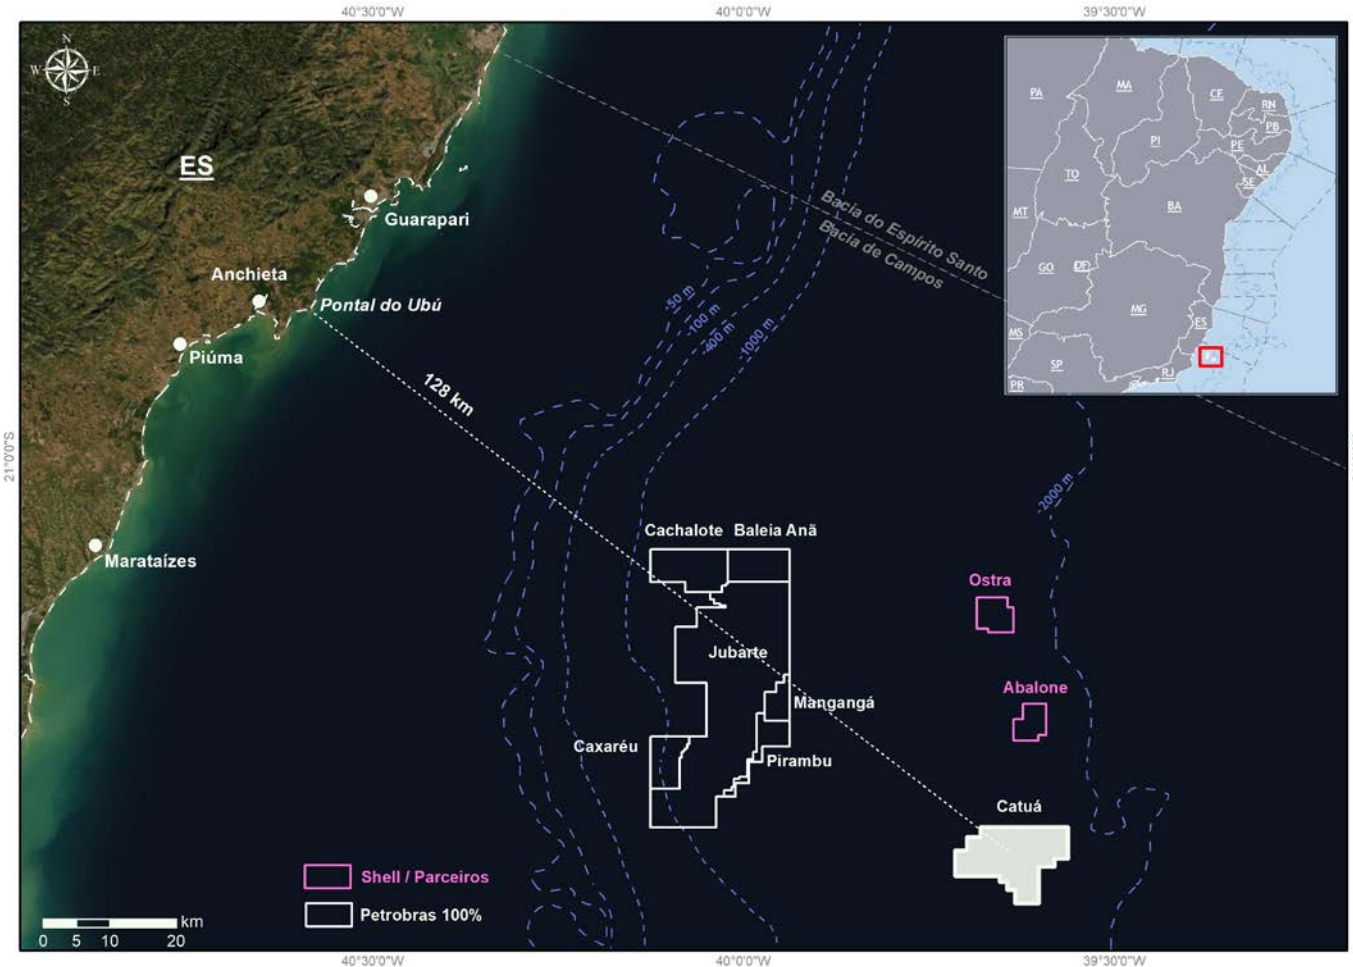 40°30'0"W
40°0'0"W
39°30'0"W
N
W
E
S
ES
Guarapari
Anchieta
Pontal do Ubú
Piúma
Marataízes
128 km
21°0'0"S
Bacia do Espírito Santo
Bacia de Campos
-50 m
-100 m
-400 m
-1000 m
-2000 m
PA
MA
CE
RN
PB
PI
PE
AL
SE
TO
BA
MT
GO
DF
MG
ES
MS
SP
RJ
PR
Cachalote
Baleia Anã
Jubarte
Mangangá
Caxaréu
Pirambu
Ostra
Abalone
Catuá
Shell / Parceiros
Petrobras 100%
km
0
5
10
20
40°30'0"W
40°0'0"W
39°30'0"W